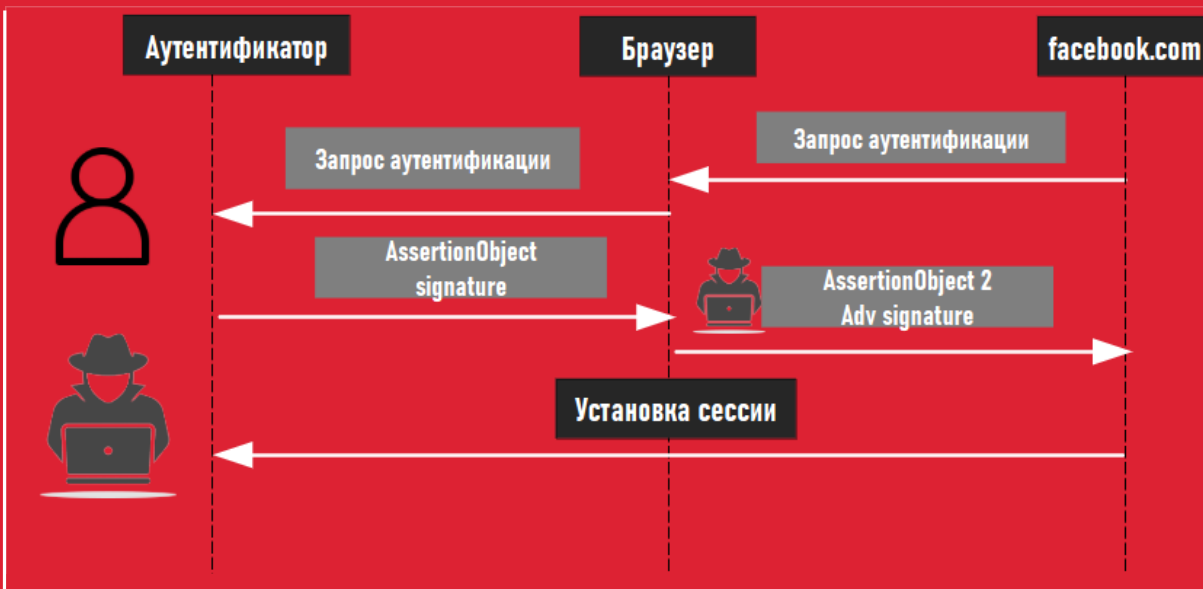 Аутентификатор
Браузер
facebook.com
Запрос аутентификации
Запрос аутентификации
AssertionObject
signature
AssertionObject 2
Adv signature
Установка сессии